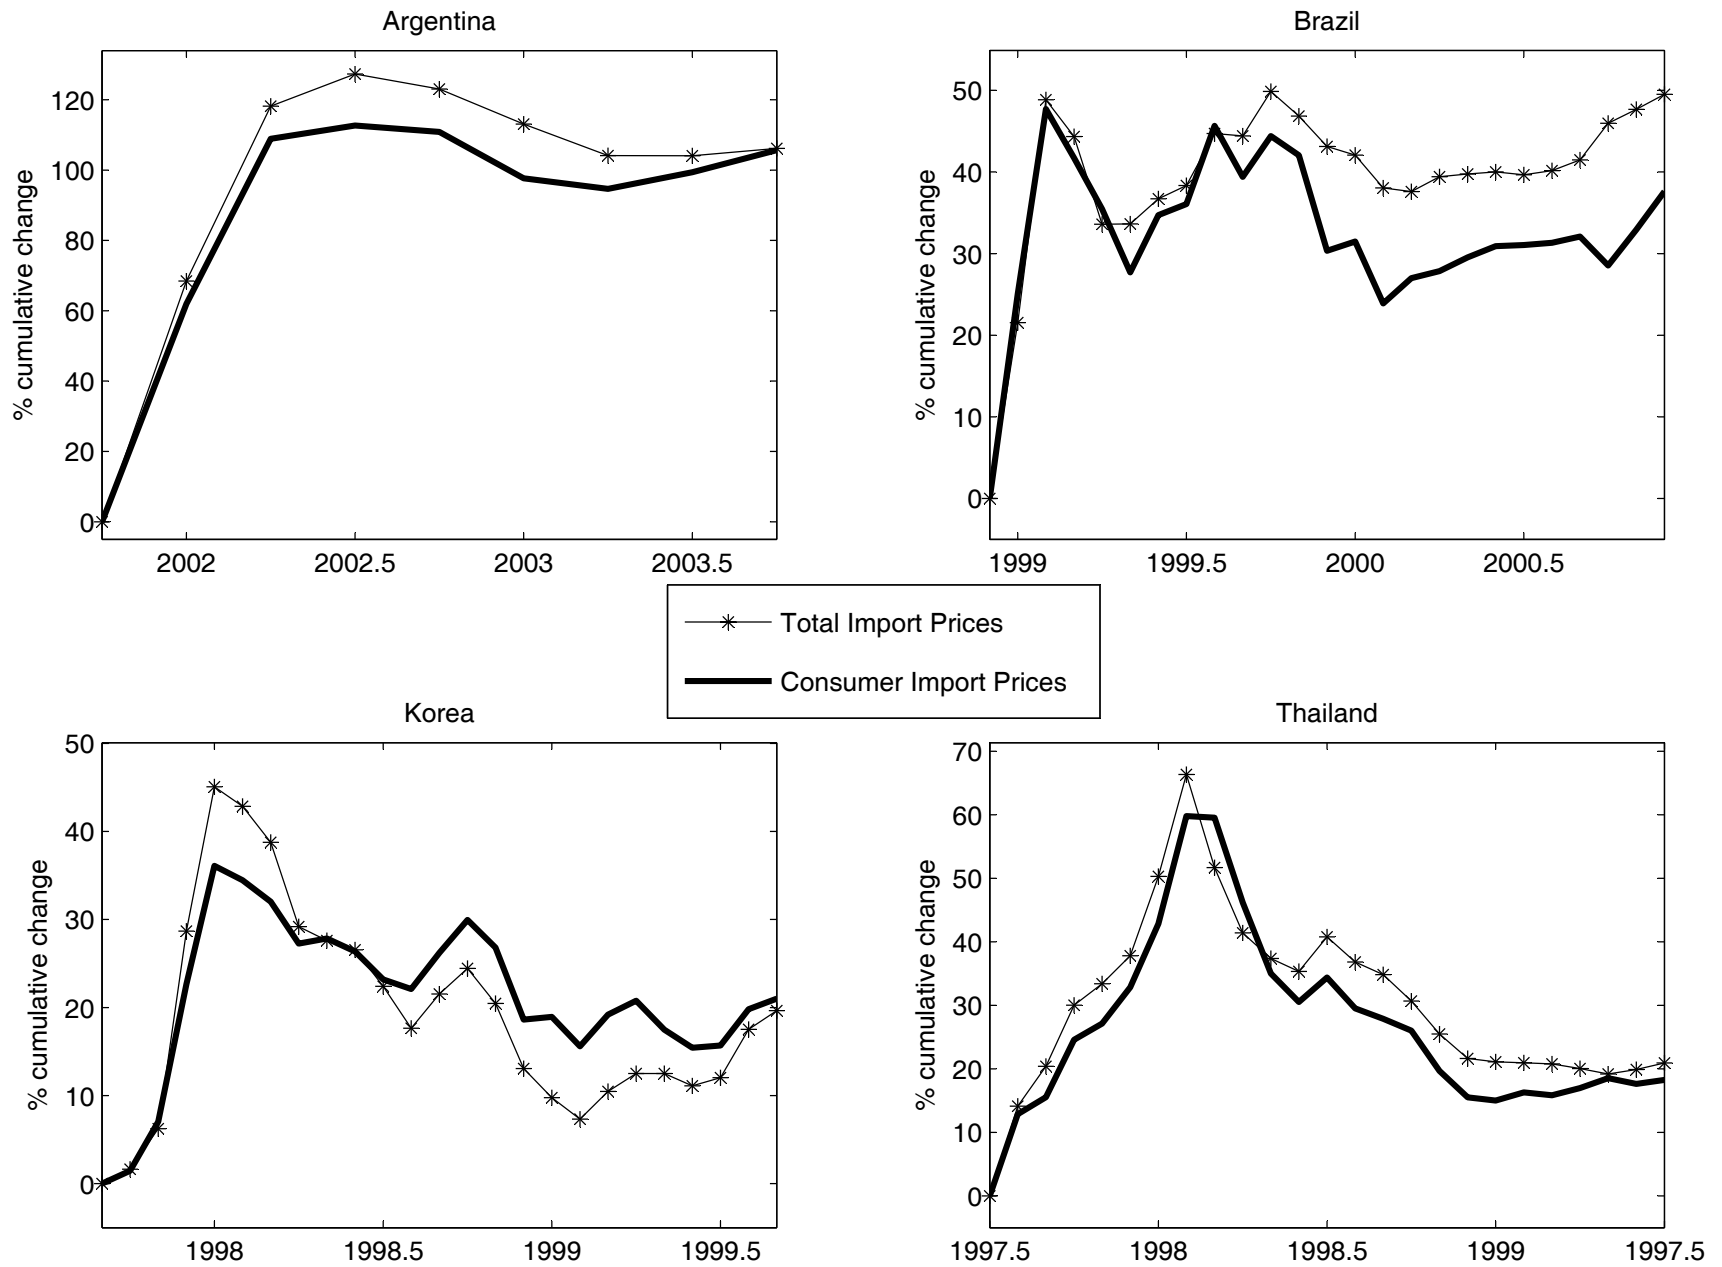 Argentina
% cumulative change
120
100
80
60
40
20
0
2002 2002.5 2003 2003.5
Brazil
% cumulative change
50
40
30
20
10
0
1999 1999.5 2000 2000.5
Total Import Prices
Consumer Import Prices
Korea
% cumulative change
50
40
30
20
10
0
1998 1998.5 1999 1999.5
Thailand
% cumulative change
70
60
50
40
30
20
10
0
1997.5 1998 1998.5 1999 1997.5